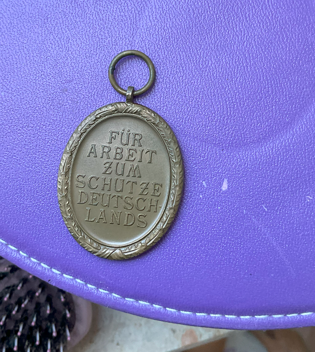 FÜR
ARBEIT
ZUM
SCHUTZE
DEUTSCH-
LANDS